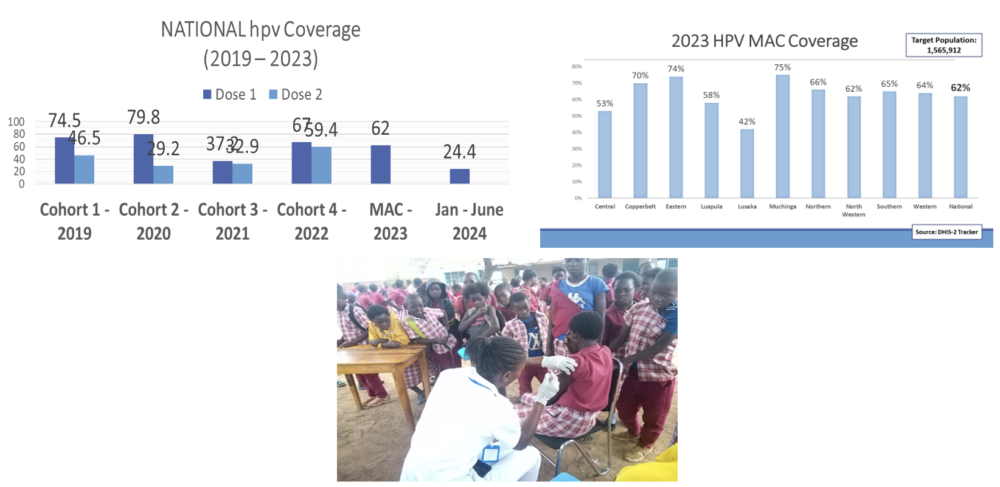 NATIONAL hpv Coverage
(2019 – 2023)
Dose 1 Dose 2
100
80
60
40
20
0
74.5
46.5
79.8
29.2
37.2
32.9
67
59.4
62
24.4
Cohort 1 -
2019
Cohort 2 -
2020
Cohort 3 -
2021
Cohort 4 -
2022
MAC -
2023
Jan - June
2024
2023 HPV MAC Coverage
Target Population:
1,565,912
80%
70%
60%
50%
40%
30%
20%
10%
0%
53%
70%
74%
58%
42%
75%
66%
62%
65%
64%
62%
Central
Copperbelt
Eastern
Luapula
Lusaka
Muchinga
Northern
North
Western
Southern
Western
National
Source: DHIS-2 Tracker